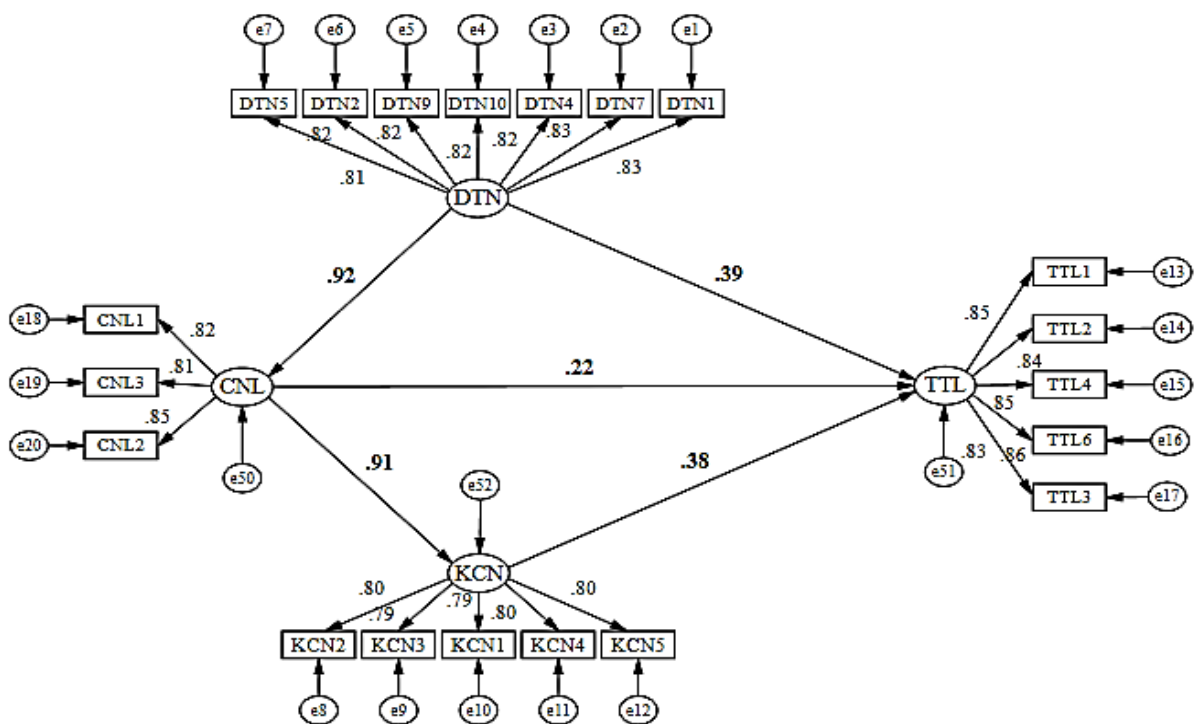 e7 e6 e5 e4 e3 e2 e1
DTN5 DTN2 DTN9 DTN10 DTN4 DTN7 DTN1
.82 .82 .82 .82 .83
.81 .83
DTN
.92 .39
TTL1 e13
.85
CNL1 e18
.82
TTL2 e14
.84
CNL3 e19
.81
CNL .22 TTL
TTL4 e15
.85
CNL2 e20
.85
TTL6 e16
.83 .86
e50 .91 .38 e51
e52
TTL3 e17
KCN
.80 .79 .79 .80 .80
KCN2 KCN3 KCN1 KCN4 KCN5
e8 e9 e10 e11 e12